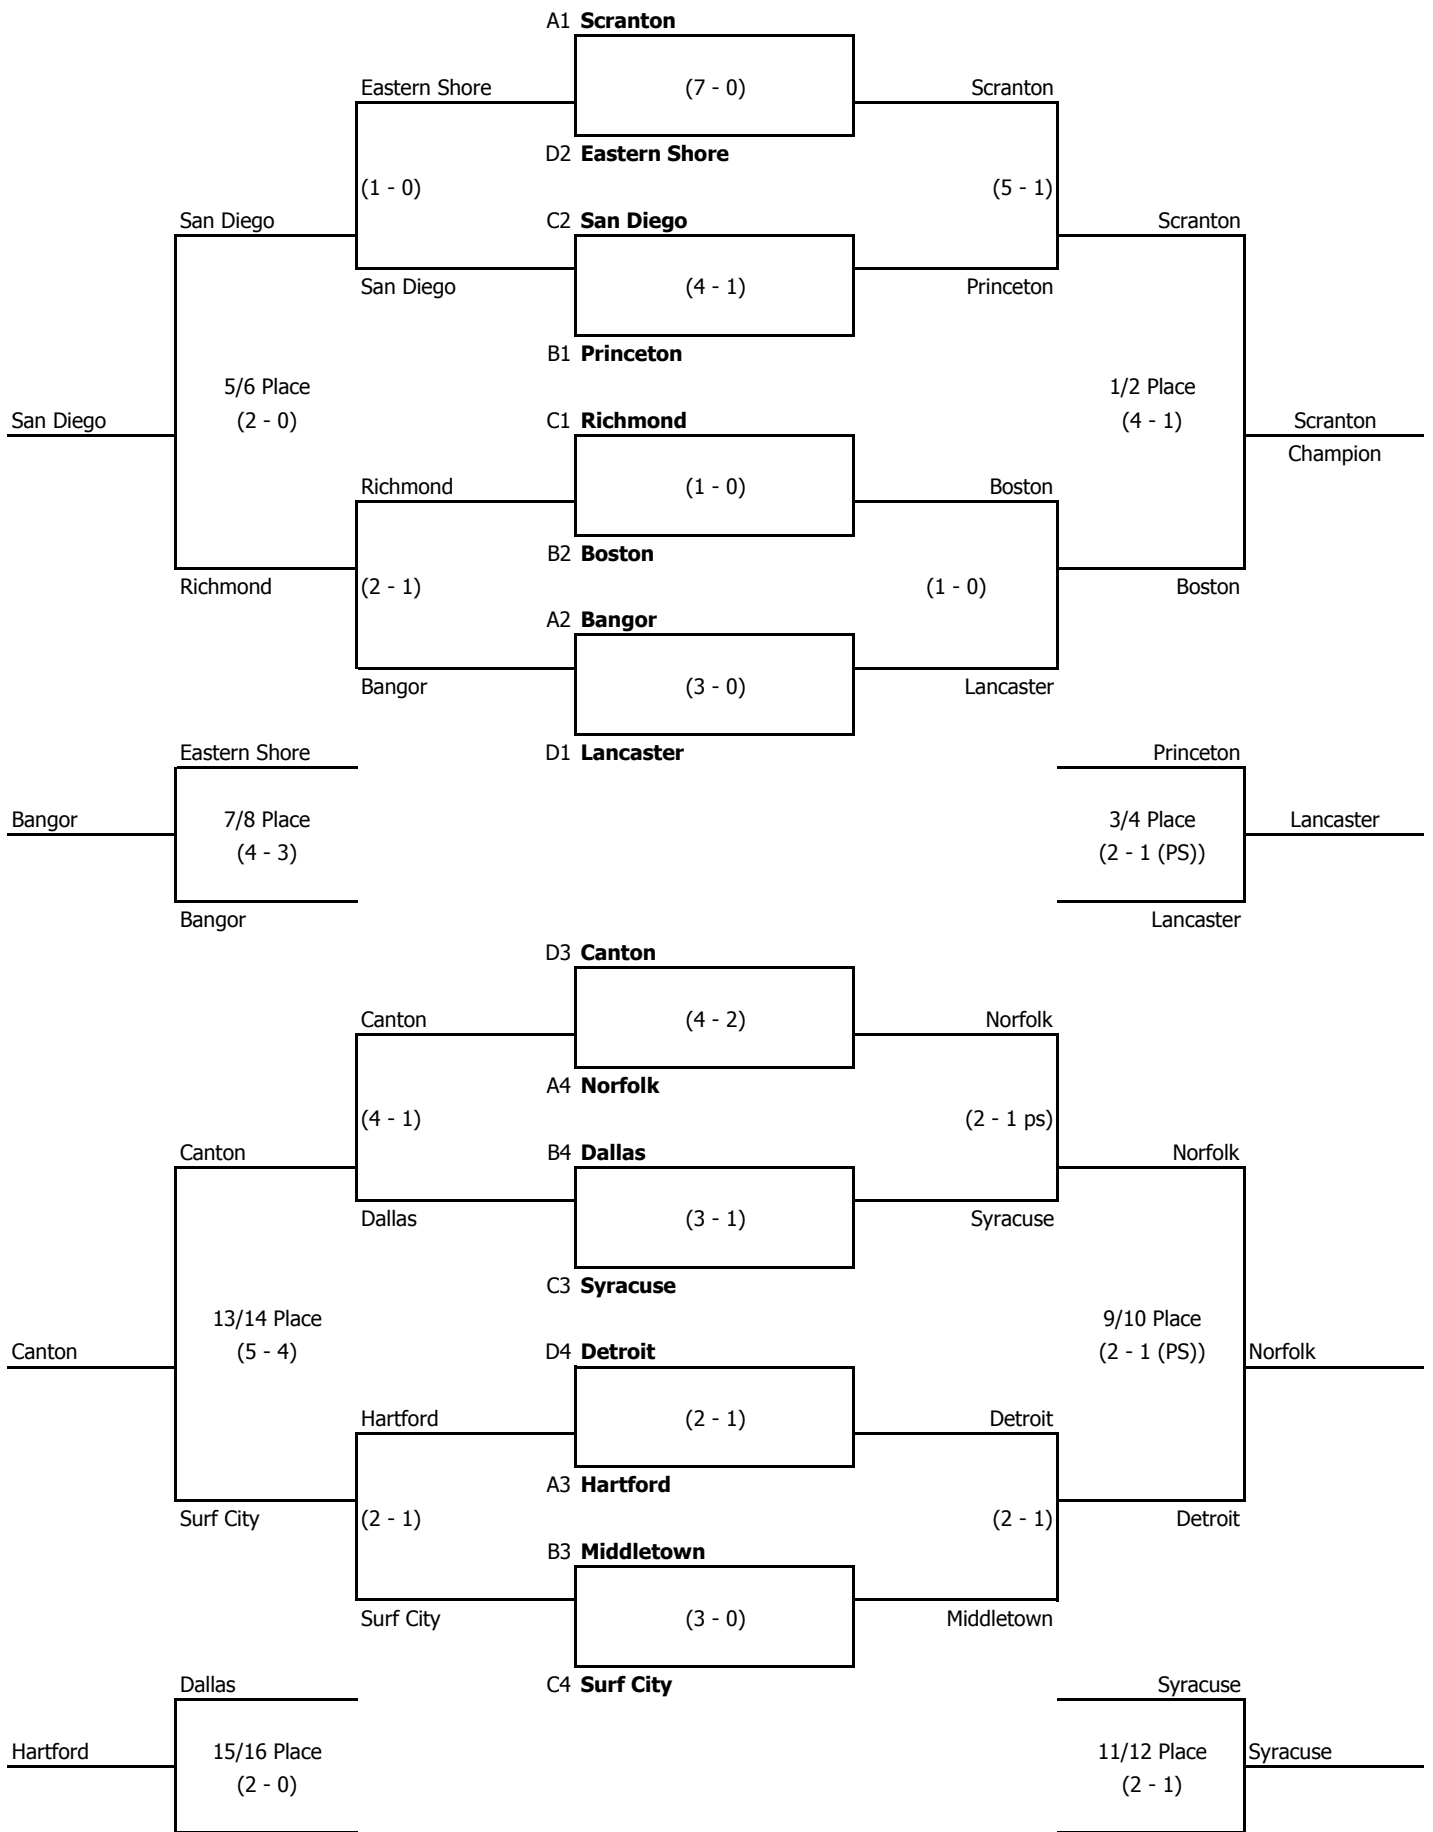 A1 Scranton
Eastern Shore (7 - 0) Scranton
D2 Eastern Shore
(1 - 0) (5 - 1)
San Diego C2 San Diego Scranton
San Diego (4 - 1) Princeton
B1 Princeton
5/6 Place 1/2 Place
San Diego (2 - 0) C1 Richmond (4 - 1) Scranton
Champion
Richmond (1 - 0) Boston
B2 Boston
Richmond (2 - 1) (1 - 0) Boston
A2 Bangor
Bangor (3 - 0) Lancaster
Eastern Shore D1 Lancaster Princeton
Bangor 7/8 Place 3/4 Place Lancaster
(4 - 3) (2 - 1 (PS))
Bangor Lancaster
D3 Canton
Canton (4 - 2) Norfolk
A4 Norfolk
(4 - 1) (2 - 1 ps)
Canton B4 Dallas Norfolk
Dallas (3 - 1) Syracuse
C3 Syracuse
13/14 Place 9/10 Place
Canton (5 - 4) D4 Detroit (2 - 1 (PS)) Norfolk
Hartford (2 - 1) Detroit
A3 Hartford
Surf City (2 - 1) (2 - 1) Detroit
B3 Middletown
Surf City (3 - 0) Middletown
Dallas C4 Surf City Syracuse
Hartford 15/16 Place 11/12 Place Syracuse
(2 - 0) (2 - 1)